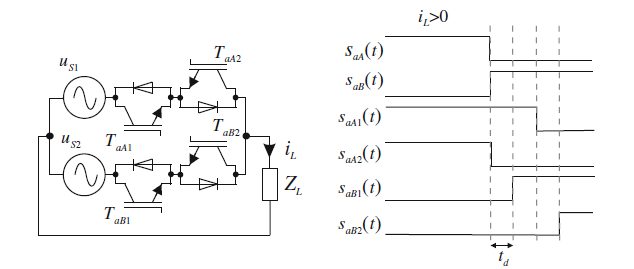 i_L>0
u_S1
T_aA2
s_aA(t)
s_aB(t)
s_aA1(t)
T_aB2
u_S2
T_aA1
i_L
s_aA2(t)
Z_L
s_aB1(t)
T_aB1
s_aB2(t)
t_d